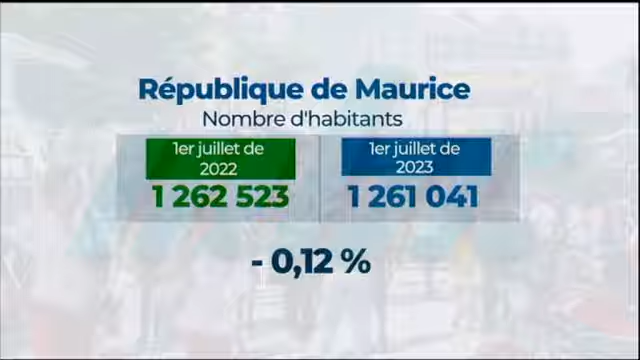 République de Maurice
Nombre d'habitants
1er juillet de
2022
1 262 523
1er juillet de
2023
1 261 041
- 0,12 %